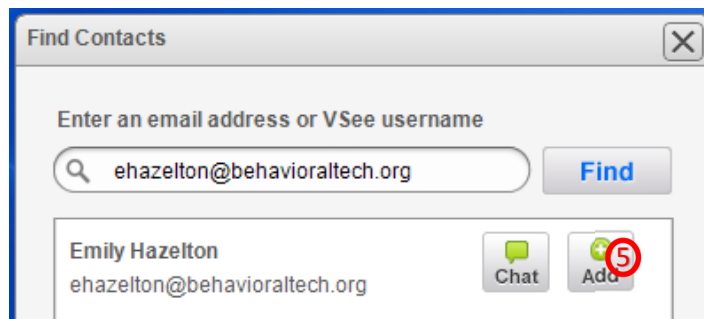 Find Contacts
Enter an email address or VSee username
ehazelton@behavioraltech.org Find
Emily Hazelton
ehazelton@behavioraltech.org
Chat Add 5